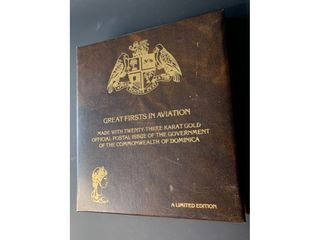 GREAT FIRSTS IN AVIATION
MADE WITH TWENTY-THREE KARAT GOLD
OFFICIAL POSTAL ISSUE OF THE GOVERNMENT
OF THE COMMONWEALTH OF DOMINICA
A LIMITED EDITION